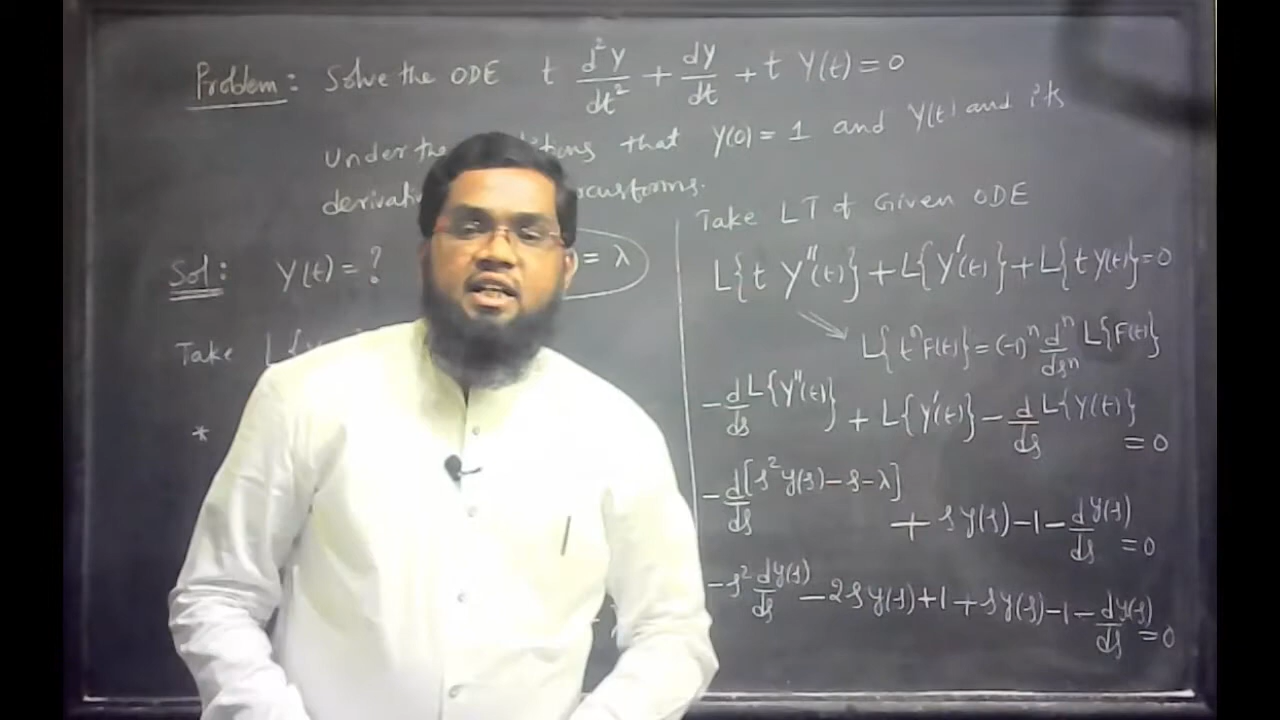 Problem: Solve the ODE t d²Y/dt² + dY/dt + t Y(t) = 0
Under the that Y(0) = 1 and Y(t) and its
Sol: Y(t) = ? = λ
Take L{
*
Take LT of Given ODE
L{t Y''(t)} + L{Y'(t)} + L{t Y(t)} = 0
L{tⁿF(t)} = (-1)ⁿ dⁿ/dsⁿ L{F(t)}
- d/ds L{Y''(t)} + L{Y'(t)} - d/ds L{Y(t)} = 0
- d/ds [s²y(s) - s - λ] + s y(s) - 1 - d/ds y(s) = 0
- s² dy(s)/ds - 2s y(s) + 1 + s y(s) - 1 - dy(s)/ds = 0